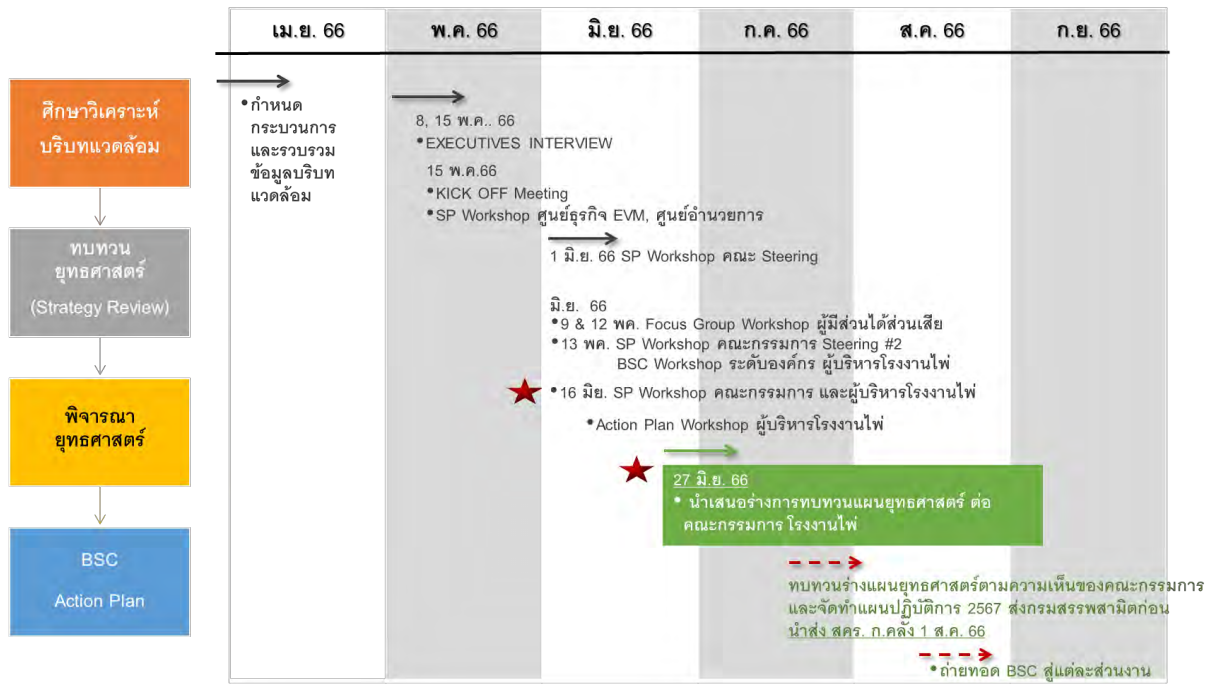 เม.ย. 66
พ.ค. 66
มิ.ย. 66
ก.ค. 66
ส.ค. 66
ก.ย. 66
ศึกษาวิเคราะห์
บริบทแวดล้อม
ทบทวน
ยุทธศาสตร์
(Strategy Review)
พิจารณา
ยุทธศาสตร์
BSC
Action Plan
•กำหนด
กระบวนการ
และรวบรวม
ข้อมูลบริบท
แวดล้อม
8, 15 พ.ค.. 66
•EXECUTIVES INTERVIEW
15 พ.ค.66
•KICK OFF Meeting
•SP Workshop ศูนย์ธุรกิจ EVM, ศูนย์อำนวยการ
1 มิ.ย. 66 SP Workshop คณะ Steering
มิ.ย. 66
•9 & 12 พค. Focus Group Workshop ผู้มีส่วนได้ส่วนเสีย
•13 พค. SP Workshop คณะกรรมการ Steering #2
BSC Workshop ระดับองค์กร ผู้บริหารโรงงานไพ่
•16 มิย. SP Workshop คณะกรรมการ และผู้บริหารโรงงานไพ่
•Action Plan Workshop ผู้บริหารโรงงานไพ่
27 มิ.ย. 66
• นำเสนอร่างการทบทวนแผนยุทธศาสตร์ ต่อ
คณะกรรมการ โรงงานไพ่
ทบทวนร่างแผนยุทธศาสตร์ตามความเห็นของคณะกรรมการ
และจัดทำแผนปฏิบัติการ 2567 ส่งกรมสรรพสามิตก่อน
นำส่ง สคร. ก.คลัง 1 ส.ค. 66
•ถ่ายทอด BSC สู่แต่ละส่วนงาน